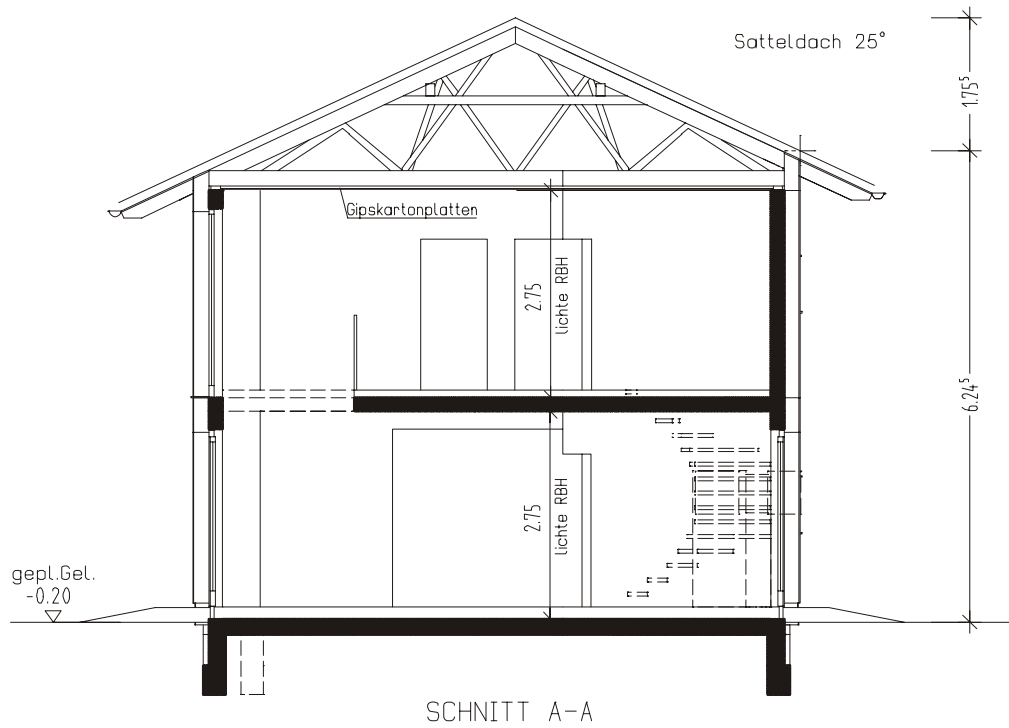 Satteldach 25°
1.75⁵
Gipskartonplatten
2.75
lichte RBH
6.24⁵
2.75
lichte RBH
gepl.Gel.
-0.20
SCHNITT A-A